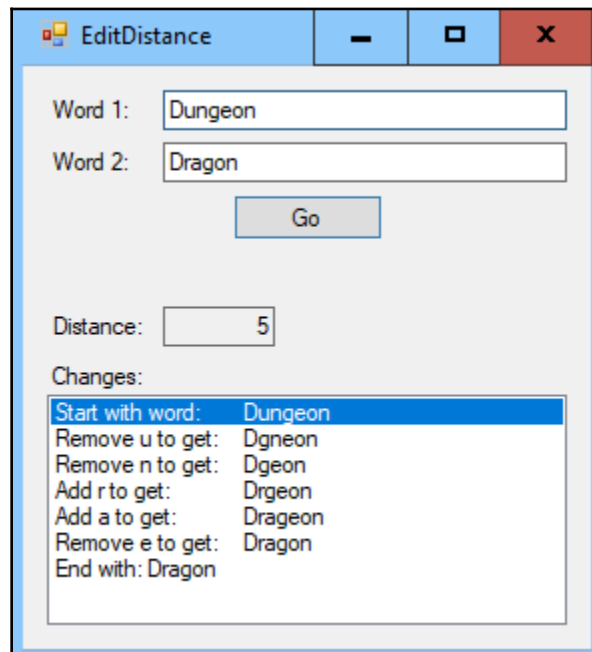 EditDistance
Word 1: Dungeon
Word 2: Dragon
Go
Distance: 5
Changes:
Start with word: Dungeon
Remove u to get: Dgneon
Remove n to get: Dgeon
Add r to get: Drgeon
Add a to get: Drageon
Remove e to get: Dragon
End with: Dragon